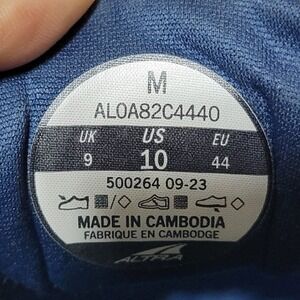 M
AL0A82C4440
UK US EU
9 10 44
500264 09-23
MADE IN CAMBODIA
FABRIQUE EN CAMBODGE
ALTRA